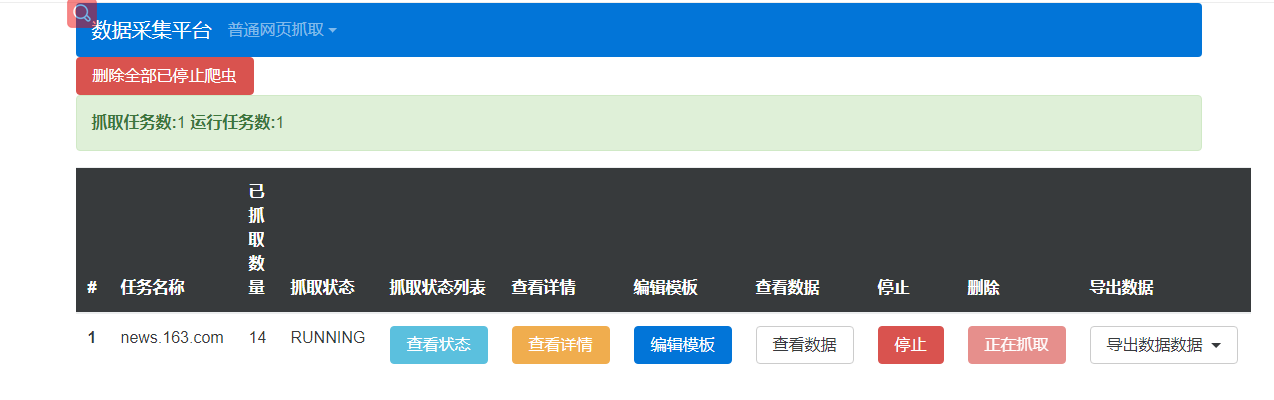 数据采集平台 普通网页抓取
删除全部已停止爬虫
抓取任务数:1 运行任务数:1
# 任务名称 已抓取数量 抓取状态 抓取状态列表 查看详情 编辑模板 查看数据 停止 删除 导出数据
1 news.163.com 14 RUNNING 查看状态 查看详情 编辑模板 查看数据 停止 正在抓取 导出数据数据